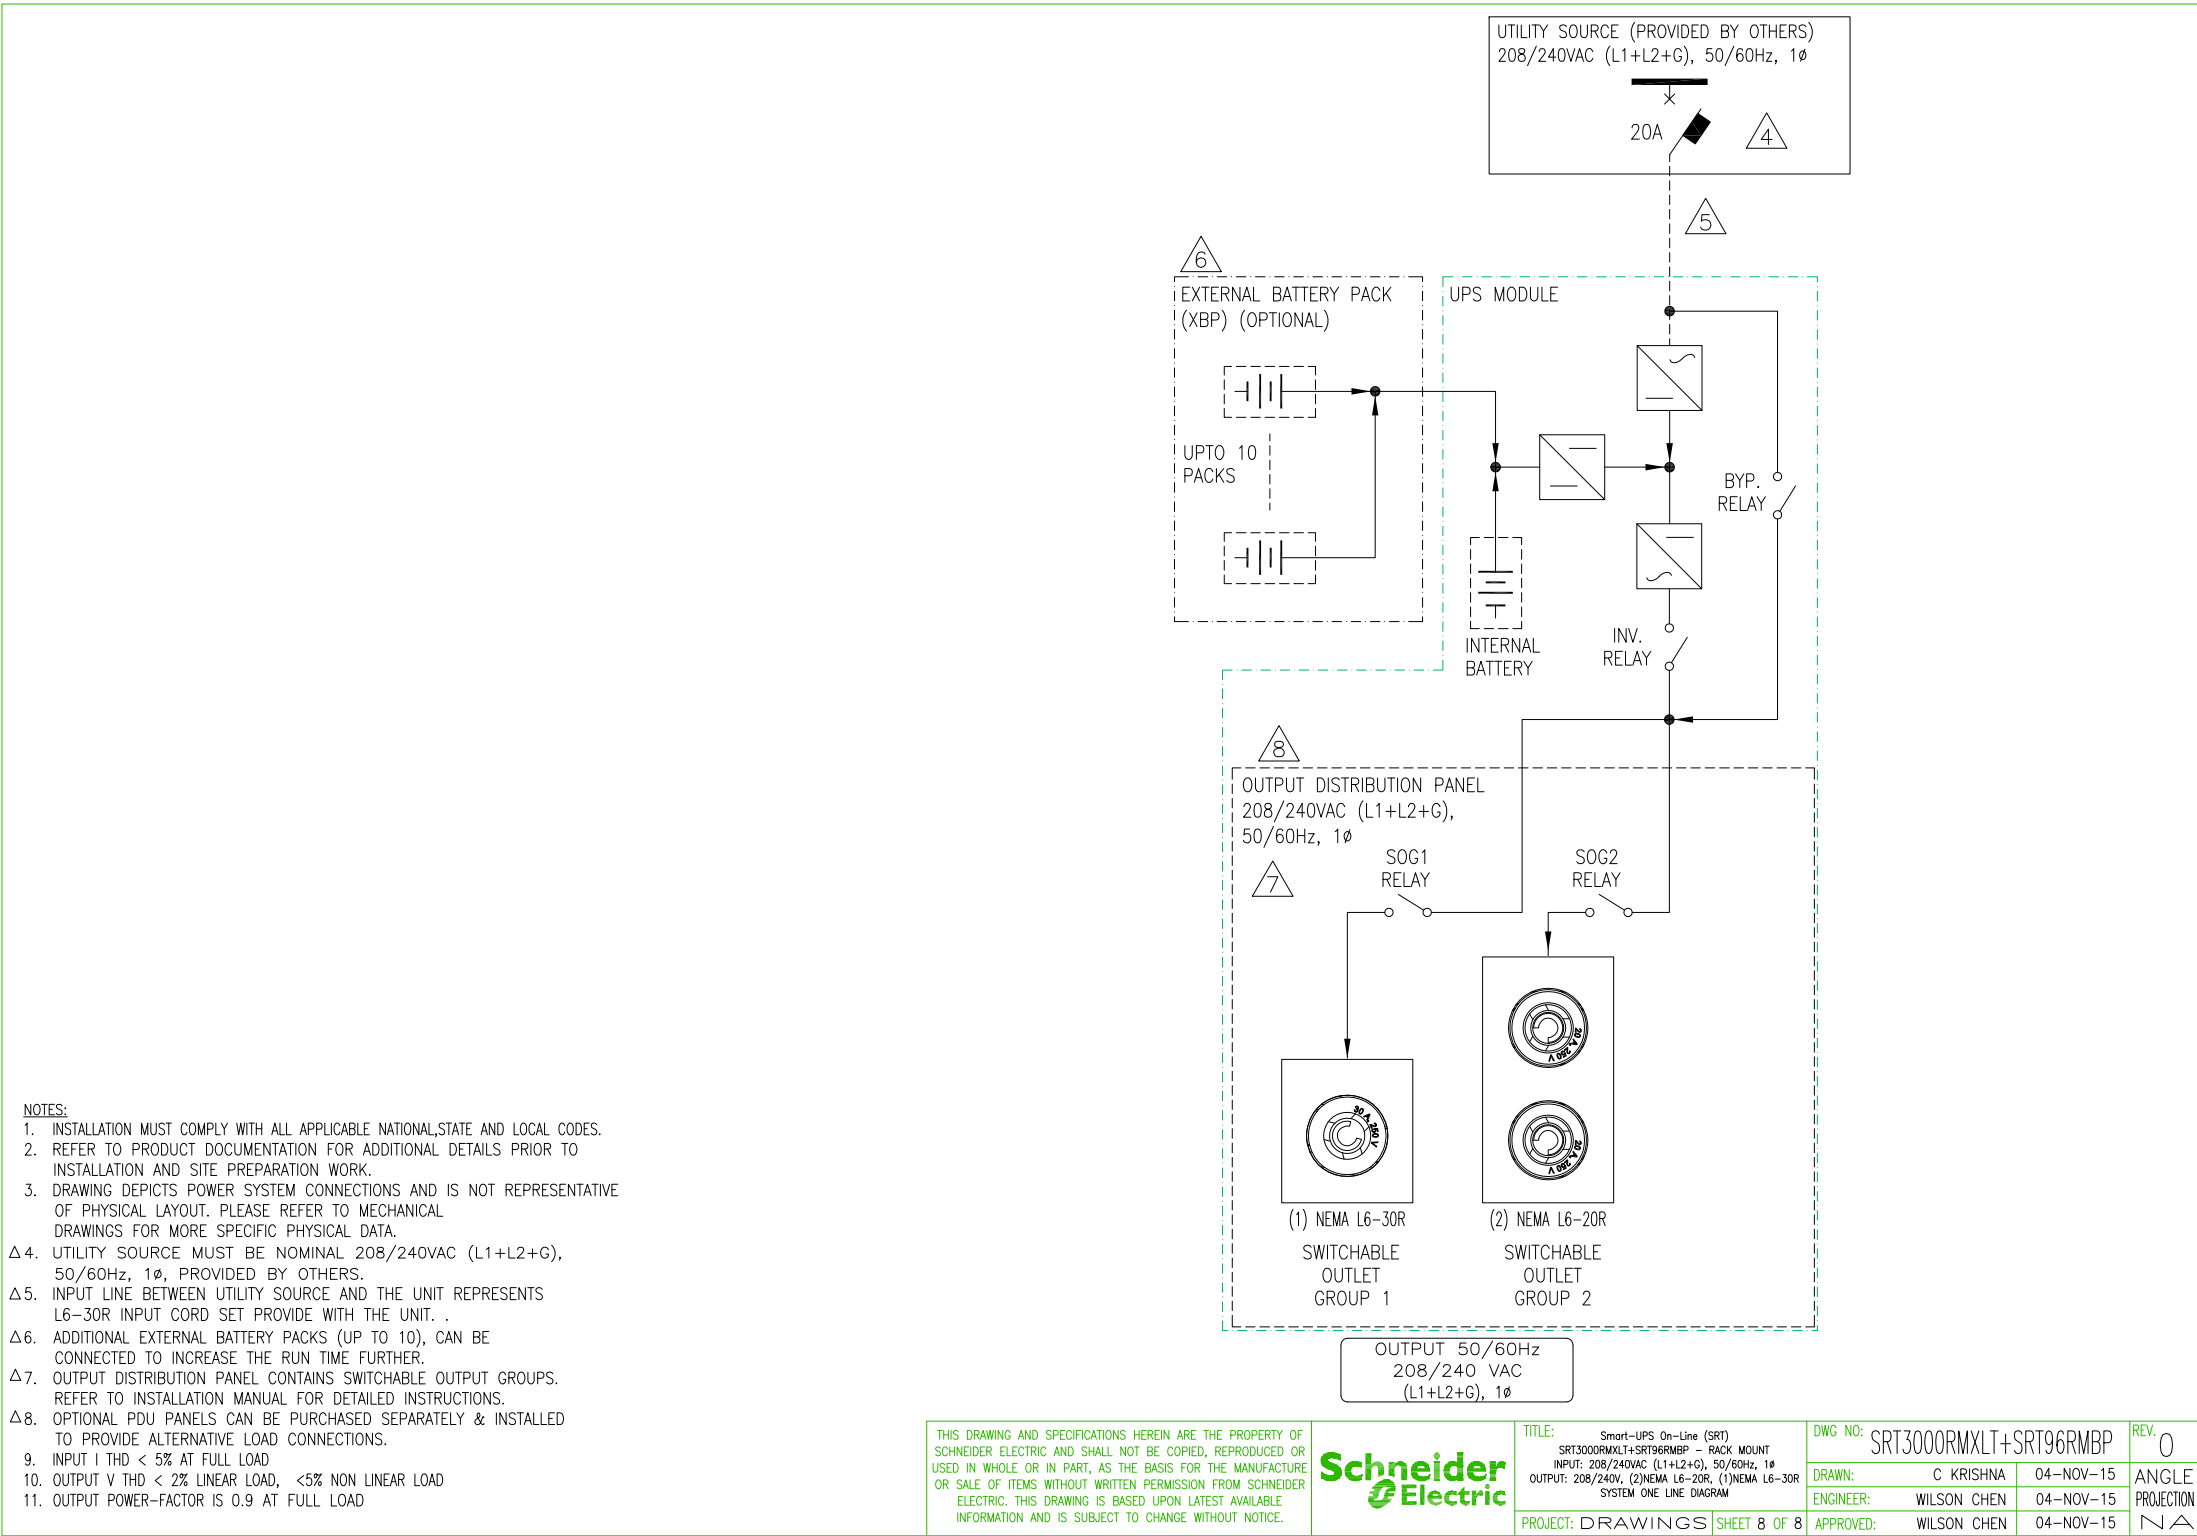 UTILITY SOURCE (PROVIDED BY OTHERS)
208/240VAC (L1+L2+G), 50/60Hz, 1ø
20A
4
5
6
EXTERNAL BATTERY PACK
(XBP) (OPTIONAL)
UPTO 10
PACKS
UPS MODULE
BYP.
RELAY
INTERNAL
BATTERY
INV.
RELAY
8
OUTPUT DISTRIBUTION PANEL
208/240VAC (L1+L2+G),
50/60Hz, 1ø
7
SOG1
RELAY
SOG2
RELAY
30 A, 250 V
20 A, 250 V
20 A, 250 V
(1) NEMA L6-30R
SWITCHABLE
OUTLET
GROUP 1
(2) NEMA L6-20R
SWITCHABLE
OUTLET
GROUP 2
OUTPUT 50/60Hz
208/240 VAC
(L1+L2+G), 1ø
NOTES:
1. INSTALLATION MUST COMPLY WITH ALL APPLICABLE NATIONAL,STATE AND LOCAL CODES.
2. REFER TO PRODUCT DOCUMENTATION FOR ADDITIONAL DETAILS PRIOR TO
INSTALLATION AND SITE PREPARATION WORK.
3. DRAWING DEPICTS POWER SYSTEM CONNECTIONS AND IS NOT REPRESENTATIVE
OF PHYSICAL LAYOUT. PLEASE REFER TO MECHANICAL
DRAWINGS FOR MORE SPECIFIC PHYSICAL DATA.
△4. UTILITY SOURCE MUST BE NOMINAL 208/240VAC (L1+L2+G),
50/60Hz, 1ø, PROVIDED BY OTHERS.
△5. INPUT LINE BETWEEN UTILITY SOURCE AND THE UNIT REPRESENTS
L6-30R INPUT CORD SET PROVIDE WITH THE UNIT. .
△6. ADDITIONAL EXTERNAL BATTERY PACKS (UP TO 10), CAN BE
CONNECTED TO INCREASE THE RUN TIME FURTHER.
△7. OUTPUT DISTRIBUTION PANEL CONTAINS SWITCHABLE OUTPUT GROUPS.
REFER TO INSTALLATION MANUAL FOR DETAILED INSTRUCTIONS.
△8. OPTIONAL PDU PANELS CAN BE PURCHASED SEPARATELY & INSTALLED
TO PROVIDE ALTERNATIVE LOAD CONNECTIONS.
9. INPUT I THD < 5% AT FULL LOAD
10. OUTPUT V THD < 2% LINEAR LOAD, <5% NON LINEAR LOAD
11. OUTPUT POWER-FACTOR IS 0.9 AT FULL LOAD
THIS DRAWING AND SPECIFICATIONS HEREIN ARE THE PROPERTY OF
SCHNEIDER ELECTRIC AND SHALL NOT BE COPIED, REPRODUCED OR
USED IN WHOLE OR IN PART, AS THE BASIS FOR THE MANUFACTURE
OR SALE OF ITEMS WITHOUT WRITTEN PERMISSION FROM SCHNEIDER
ELECTRIC. THIS DRAWING IS BASED UPON LATEST AVAILABLE
INFORMATION AND IS SUBJECT TO CHANGE WITHOUT NOTICE.
Schneider
Electric
TITLE: Smart-UPS On-Line (SRT)
SRT3000RMXLT+SRT96RMBP - RACK MOUNT
INPUT: 208/240VAC (L1+L2+G), 50/60Hz, 1ø
OUTPUT: 208/240V, (2)NEMA L6-20R, (1)NEMA L6-30R
SYSTEM ONE LINE DIAGRAM
PROJECT: DRAWINGS SHEET 8 OF 8
DWG NO: SRT3000RMXLT+SRT96RMBP
REV. 0
DRAWN: C KRISHNA 04-NOV-15
ENGINEER: WILSON CHEN 04-NOV-15
APPROVED: WILSON CHEN 04-NOV-15
ANGLE
PROJECTION
NA